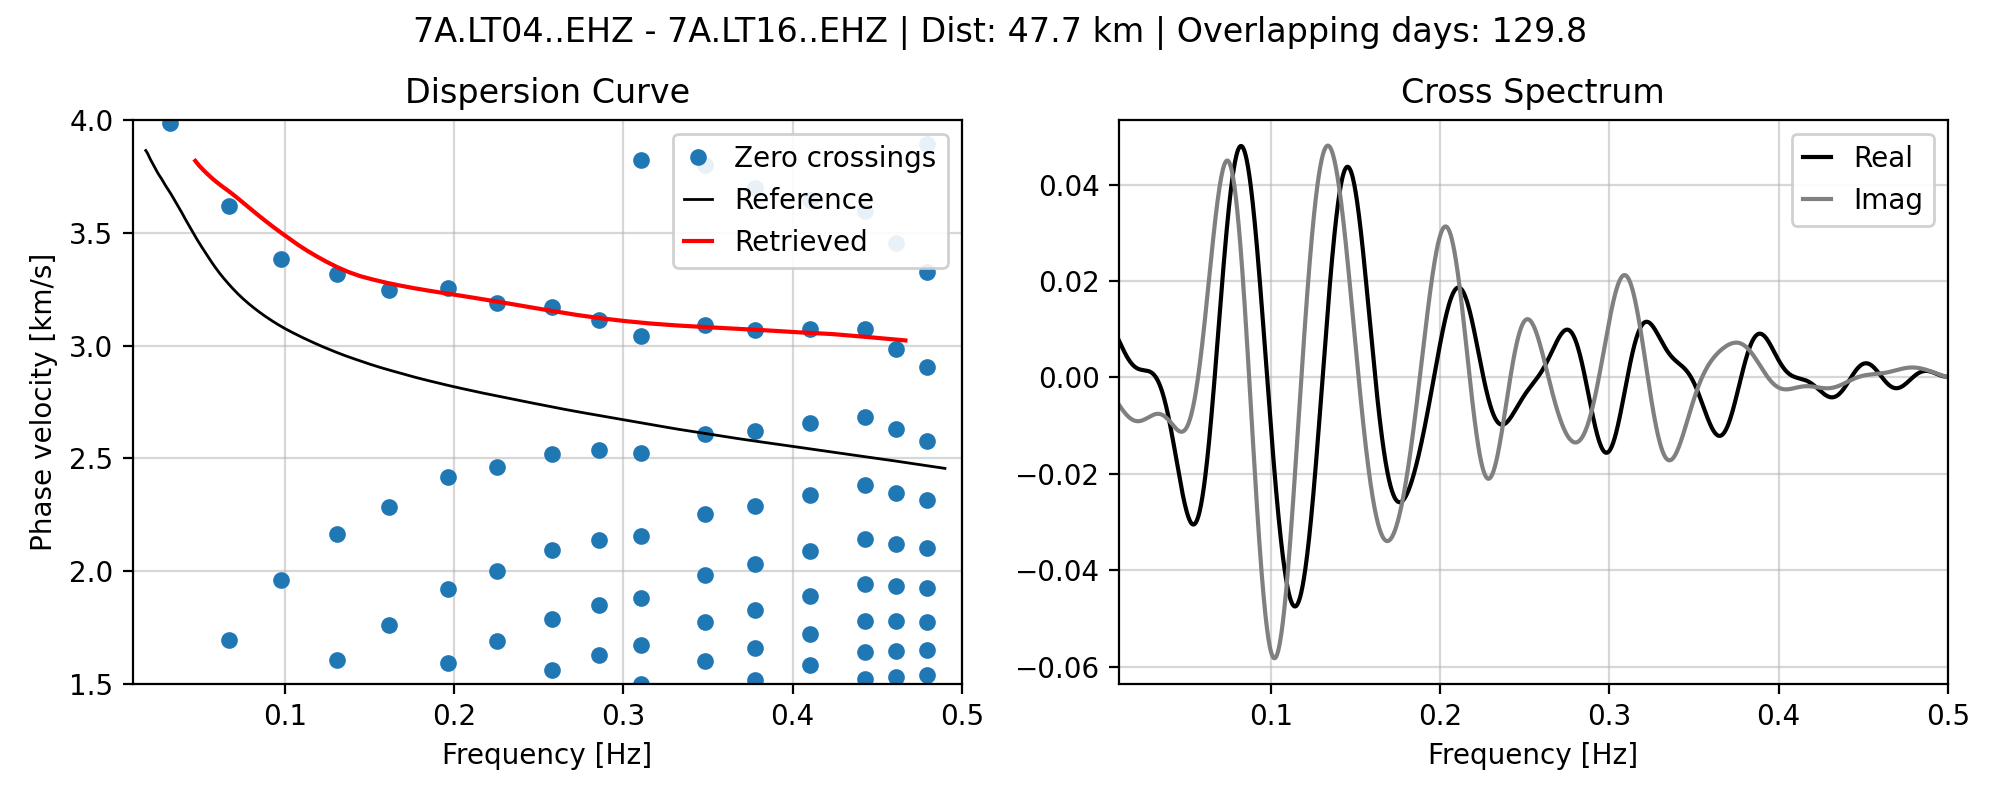 7A.LT04..EHZ - 7A.LT16..EHZ | Dist: 47.7 km | Overlapping days: 129.8
Dispersion Curve
4.0
3.5
3.0
2.5
2.0
1.5
Phase velocity [km/s]
Zero crossings
Reference
Retrieved
0.1 0.2 0.3 0.4 0.5
Frequency [Hz]
Cross Spectrum
0.04
0.02
0.00
−0.02
−0.04
−0.06
Real
Imag
0.1 0.2 0.3 0.4 0.5
Frequency [Hz]